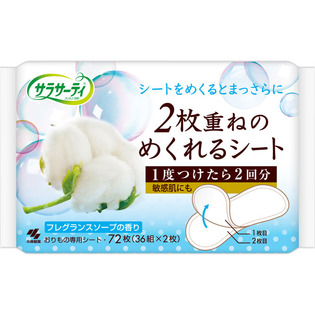 サラサーティ
シートをめくるとまっさらに
2枚重ねの
めくれるシート
1度つけたら2回分
敏感肌にも
フレグランスソープの香り
おりもの専用シート・72枚(36組×2枚)
1枚目
2枚目
小林製薬